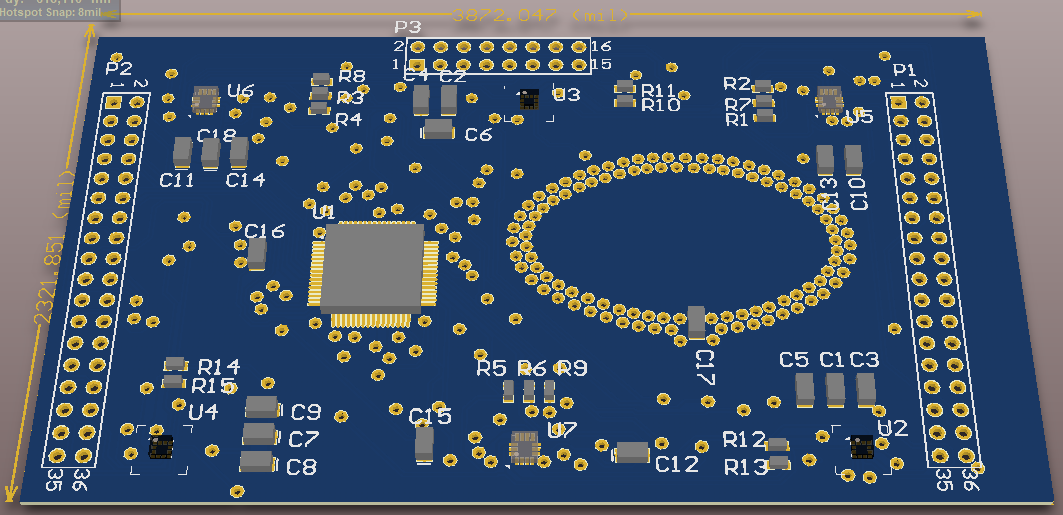 3872.047 (mil)
Hotspot Snap: 8mil
P3
2 16
1 15
P2
1 2
U6
R8
R3
R4
C4 C2
U3
C6
R11
R10
R2
R7
R1
U5
P1
1 2
C18
C11 C14
C13 C10
U1
C16
2321.851 (mil)
R14
R15
U4
C9
C7
C8
R5 R6 R9
C15
U7
C12
C17
C5 C1 C3
R12
R13
U2
35 36
35 36